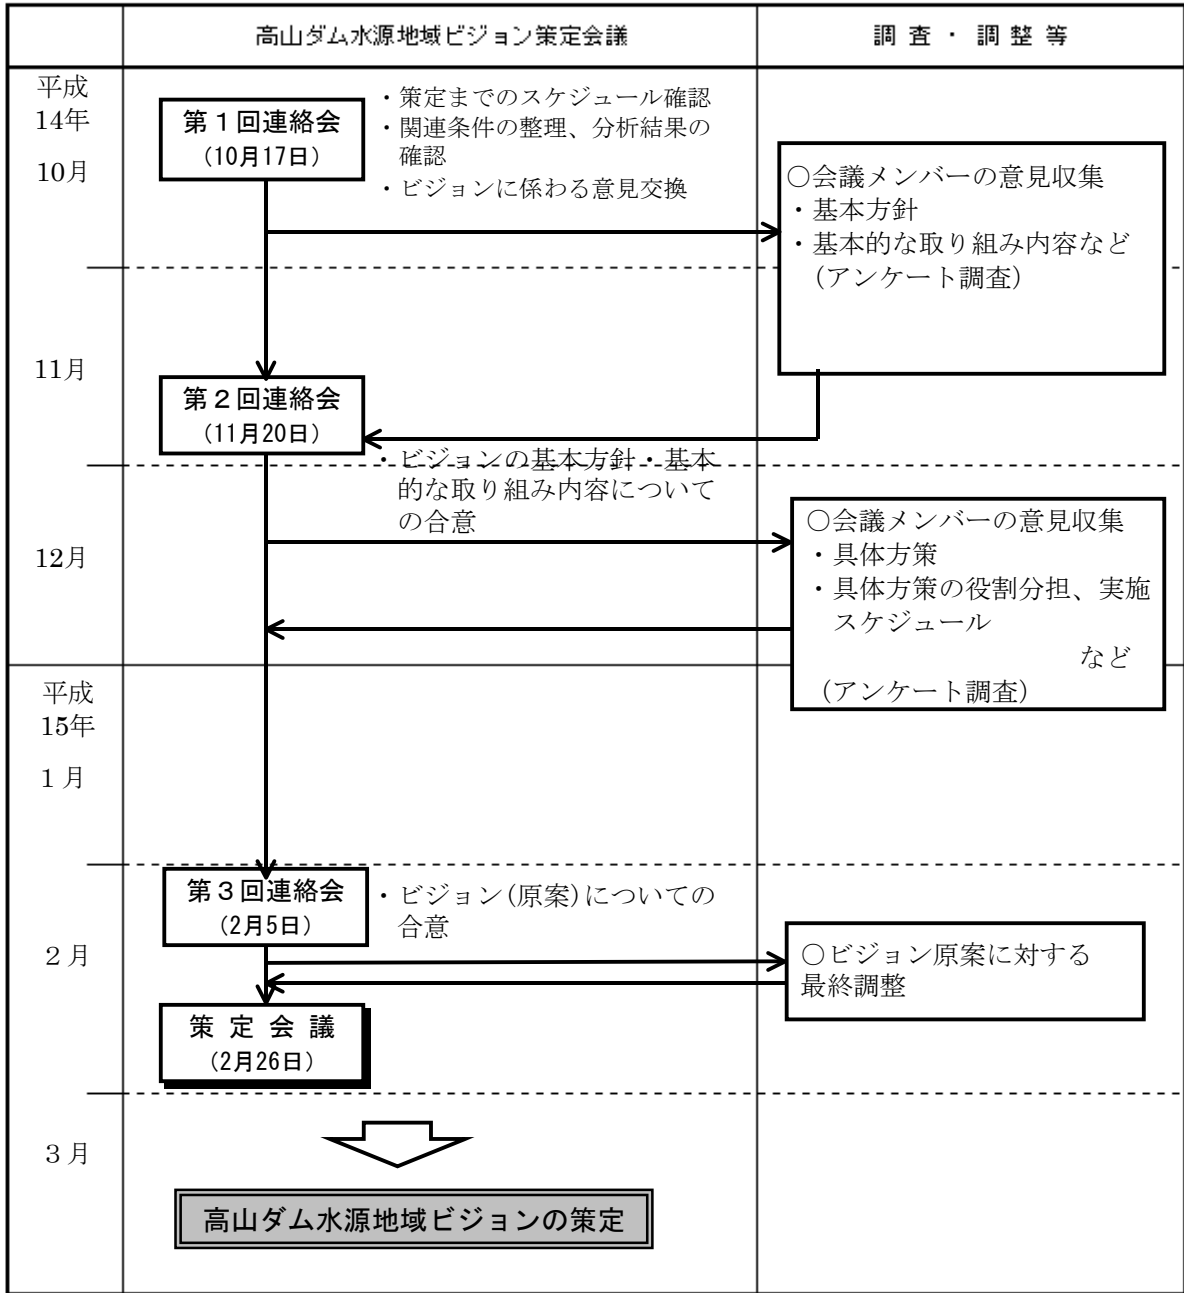 高山ダム水源地域ビジョン策定会議
調 査 ・ 調 整 等
平成
14年
10月
第１回連絡会
(10月17日)
・策定までのスケジュール確認
・関連条件の整理、分析結果の
確認
・ビジョンに係わる意見交換
○会議メンバーの意見収集
・基本方針
・基本的な取り組み内容など
(アンケート調査)
11月
第２回連絡会
(11月20日)
・ビジョンの基本方針・基本
的な取り組み内容について
の合意
12月
○会議メンバーの意見収集
・具体方策
・具体方策の役割分担、実施
スケジュール
など
(アンケート調査)
平成
15年
１月
２月
第３回連絡会
(2月5日)
・ビジョン(原案)についての
合意
○ビジョン原案に対する
最終調整
策 定 会 議
(2月26日)
３月
高山ダム水源地域ビジョンの策定